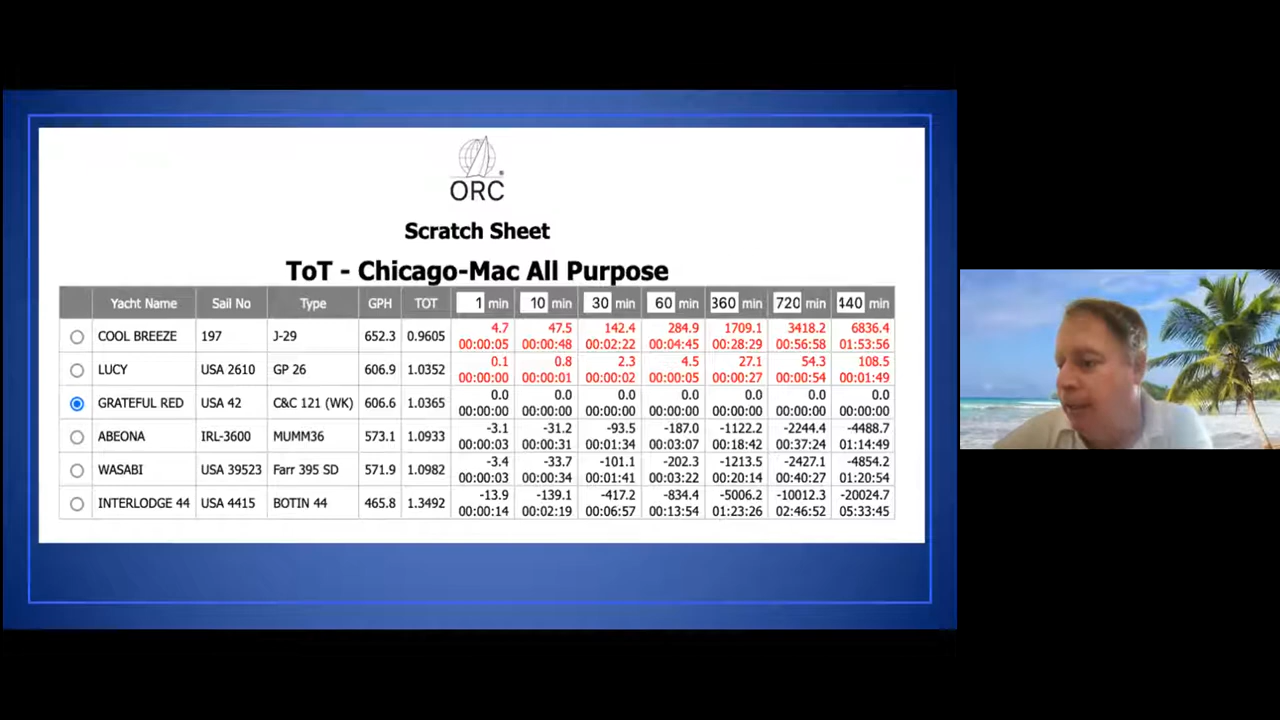 ORC
Scratch Sheet
ToT - Chicago-Mac All Purpose
Yacht Name Sail No Type GPH TOT 1 min 10 min 30 min 60 min 360 min 720 min 440 min
COOL BREEZE 197 J-29 652.3 0.9605 4.7 47.5 142.4 284.9 1709.1 3418.2 6836.4
00:00:05 00:00:48 00:02:22 00:04:45 00:28:29 00:56:58 01:53:56
LUCY USA 2610 GP 26 606.9 1.0352 0.1 0.8 2.3 4.5 27.1 54.3 108.5
00:00:00 00:00:01 00:00:02 00:00:05 00:00:27 00:00:54 00:01:49
GRATEFUL RED USA 42 C&C 121 (WK) 606.6 1.0365 0.0 0.0 0.0 0.0 0.0 0.0 0.0
00:00:00 00:00:00 00:00:00 00:00:00 00:00:00 00:00:00 00:00:00
ABEONA IRL-3600 MUMM36 573.1 1.0933 -3.1 -31.2 -93.5 -187.0 -1122.2 -2244.4 -4488.7
00:00:03 00:00:31 00:01:34 00:03:07 00:18:42 00:37:24 01:14:49
WASABI USA 39523 Farr 395 SD 571.9 1.0982 -3.4 -33.7 -101.1 -202.3 -1213.5 -2427.1 -4854.2
00:00:03 00:00:34 00:01:41 00:03:22 00:20:14 00:40:27 01:20:54
INTERLODGE 44 USA 4415 BOTIN 44 465.8 1.3492 -13.9 -139.1 -417.2 -834.4 -5006.2 -10012.3 -20024.7
00:00:14 00:02:19 00:06:57 00:13:54 01:23:26 02:46:52 05:33:45